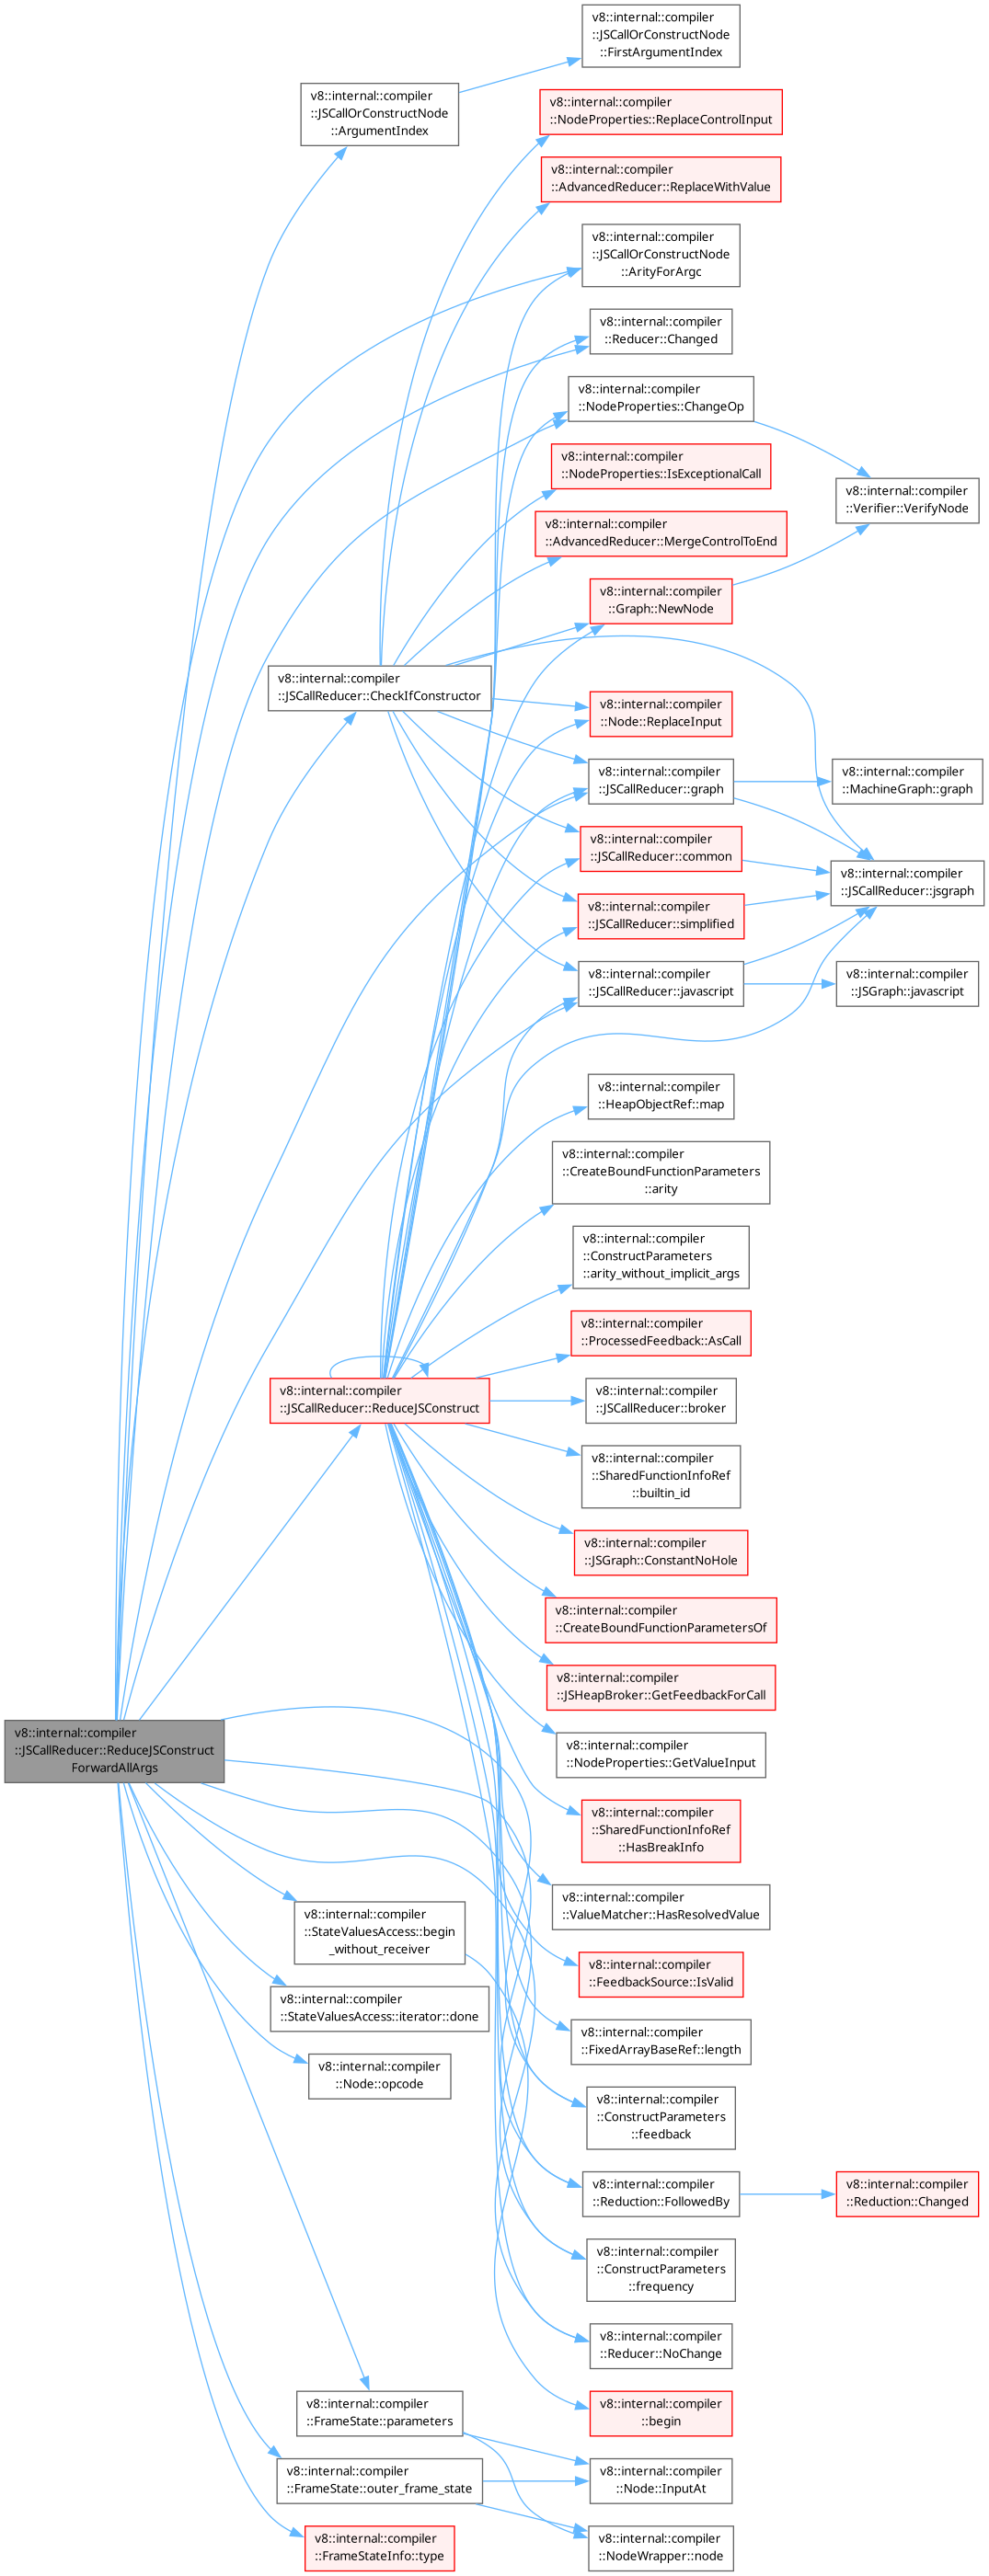 v8::internal::compiler
::JSCallOrConstructNode
::FirstArgumentIndex
v8::internal::compiler
::JSCallOrConstructNode
::ArgumentIndex
v8::internal::compiler
::NodeProperties::ReplaceControlInput
v8::internal::compiler
::AdvancedReducer::ReplaceWithValue
v8::internal::compiler
::JSCallOrConstructNode
::ArityForArgc
v8::internal::compiler
::Reducer::Changed
v8::internal::compiler
::NodeProperties::ChangeOp
v8::internal::compiler
::NodeProperties::IsExceptionalCall
v8::internal::compiler
::Verifier::VerifyNode
v8::internal::compiler
::AdvancedReducer::MergeControlToEnd
v8::internal::compiler
::Graph::NewNode
v8::internal::compiler
::JSCallReducer::CheckIfConstructor
v8::internal::compiler
::Node::ReplaceInput
v8::internal::compiler
::JSCallReducer::graph
v8::internal::compiler
::MachineGraph::graph
v8::internal::compiler
::JSCallReducer::common
v8::internal::compiler
::JSCallReducer::jsgraph
v8::internal::compiler
::JSCallReducer::simplified
v8::internal::compiler
::JSCallReducer::javascript
v8::internal::compiler
::JSGraph::javascript
v8::internal::compiler
::HeapObjectRef::map
v8::internal::compiler
::CreateBoundFunctionParameters
::arity
v8::internal::compiler
::ConstructParameters
::arity_without_implicit_args
v8::internal::compiler
::ProcessedFeedback::AsCall
v8::internal::compiler
::JSCallReducer::ReduceJSConstruct
v8::internal::compiler
::JSCallReducer::broker
v8::internal::compiler
::SharedFunctionInfoRef
::builtin_id
v8::internal::compiler
::JSGraph::ConstantNoHole
v8::internal::compiler
::CreateBoundFunctionParametersOf
v8::internal::compiler
::JSHeapBroker::GetFeedbackForCall
v8::internal::compiler
::JSCallReducer::ReduceJSConstruct
ForwardAllArgs
v8::internal::compiler
::NodeProperties::GetValueInput
v8::internal::compiler
::SharedFunctionInfoRef
::HasBreakInfo
v8::internal::compiler
::ValueMatcher::HasResolvedValue
v8::internal::compiler
::StateValuesAccess::begin
_without_receiver
v8::internal::compiler
::FeedbackSource::IsValid
v8::internal::compiler
::StateValuesAccess::iterator::done
v8::internal::compiler
::FixedArrayBaseRef::length
v8::internal::compiler
::Node::opcode
v8::internal::compiler
::ConstructParameters
::feedback
v8::internal::compiler
::Reduction::FollowedBy
v8::internal::compiler
::Reduction::Changed
v8::internal::compiler
::ConstructParameters
::frequency
v8::internal::compiler
::Reducer::NoChange
v8::internal::compiler
::FrameState::parameters
v8::internal::compiler
::begin
v8::internal::compiler
::FrameState::outer_frame_state
v8::internal::compiler
::Node::InputAt
v8::internal::compiler
::FrameStateInfo::type
v8::internal::compiler
::NodeWrapper::node